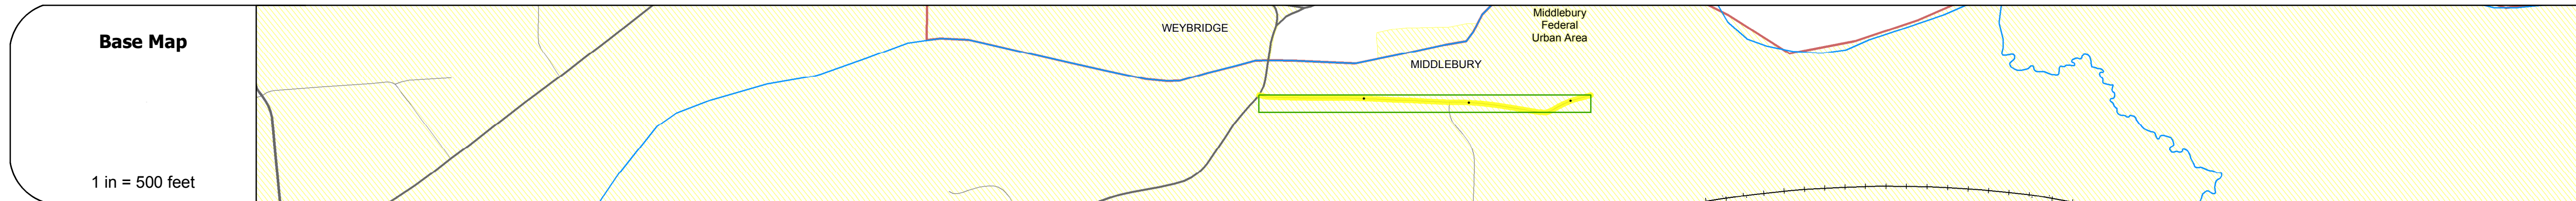 Base Map
1 in = 500 feet
WEYBRIDGE
MIDDLEBURY
Middlebury
Federal
Urban Area